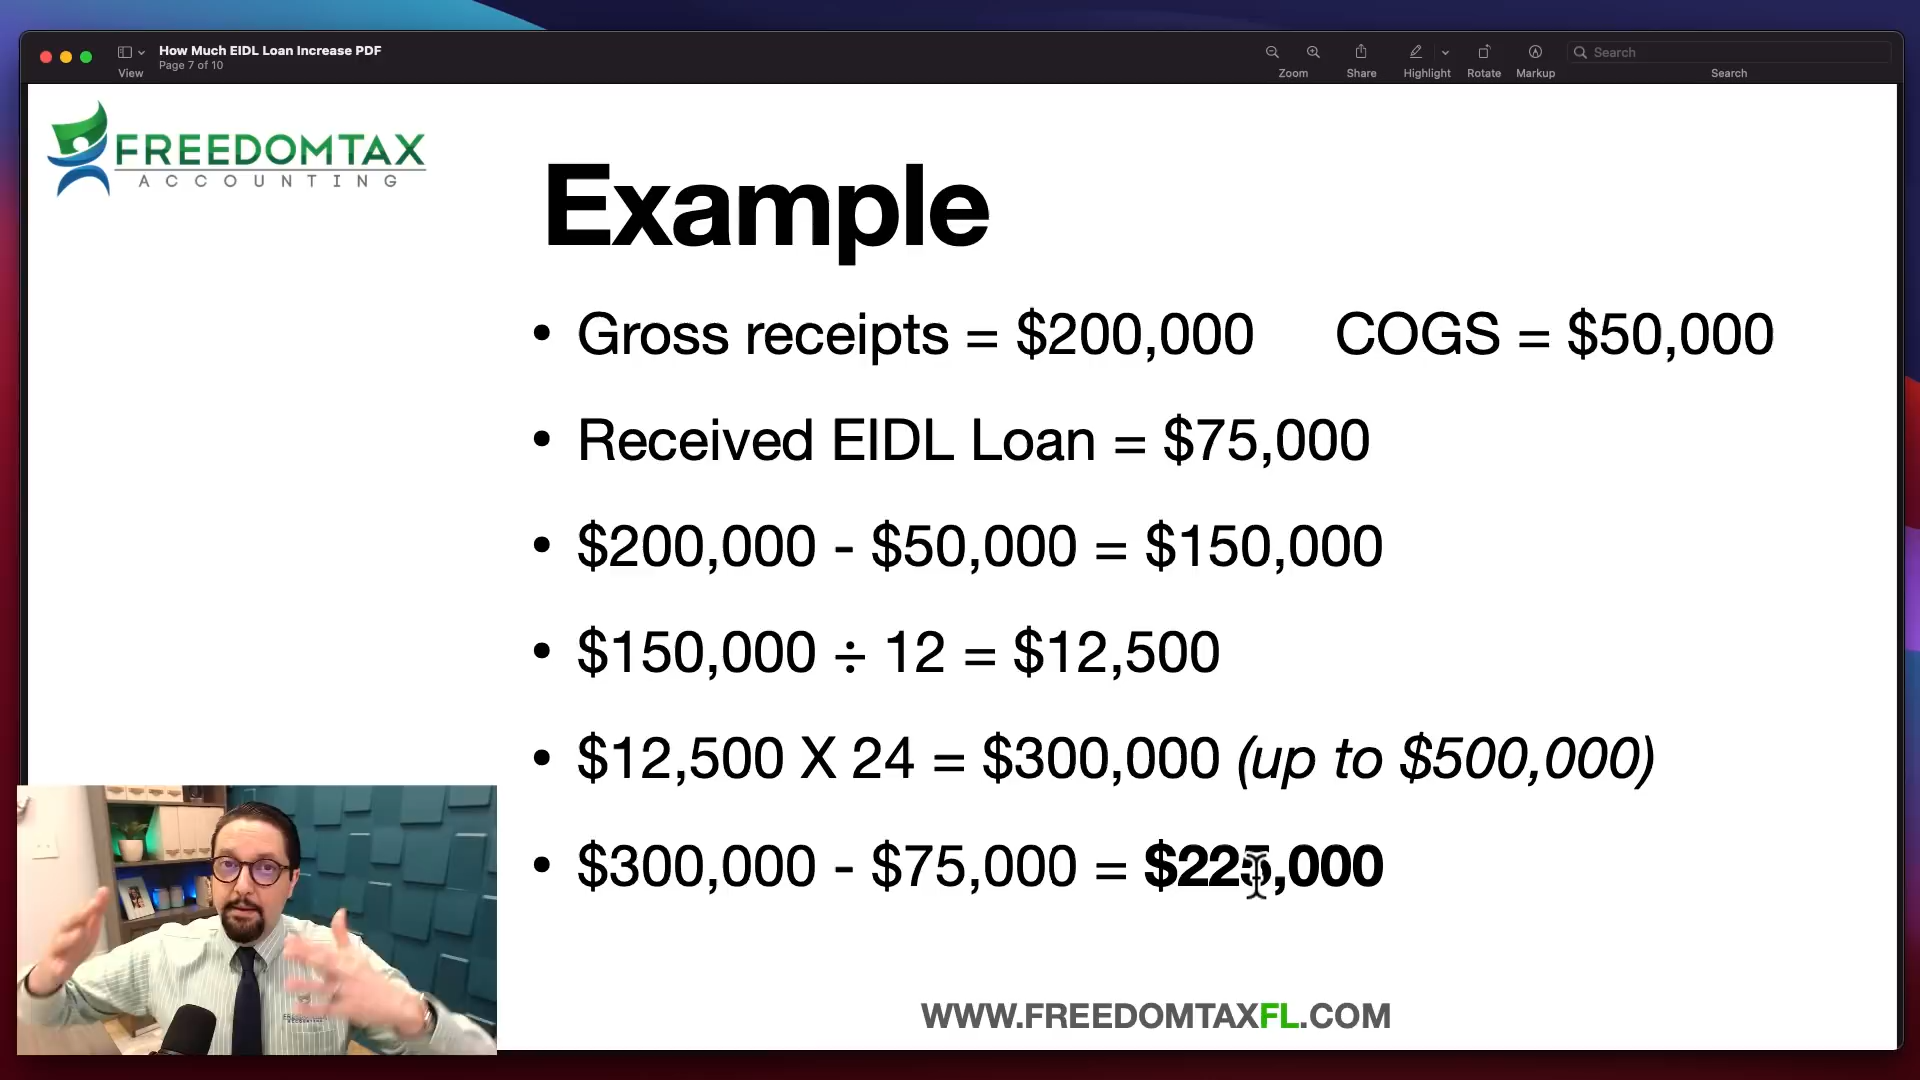 How Much EIDL Loan Increase PDF
Page 7 of 10
View
Zoom
Share
Highlight
Rotate
Markup
Search
Search
FREEDOMTAX
ACCOUNTING
Example
• Gross receipts = $200,000 COGS = $50,000
• Received EIDL Loan = $75,000
• $200,000 - $50,000 = $150,000
• $150,000 ÷ 12 = $12,500
• $12,500 X 24 = $300,000 (up to $500,000)
• $300,000 - $75,000 = $225,000
WWW.FREEDOMTAXFL.COM